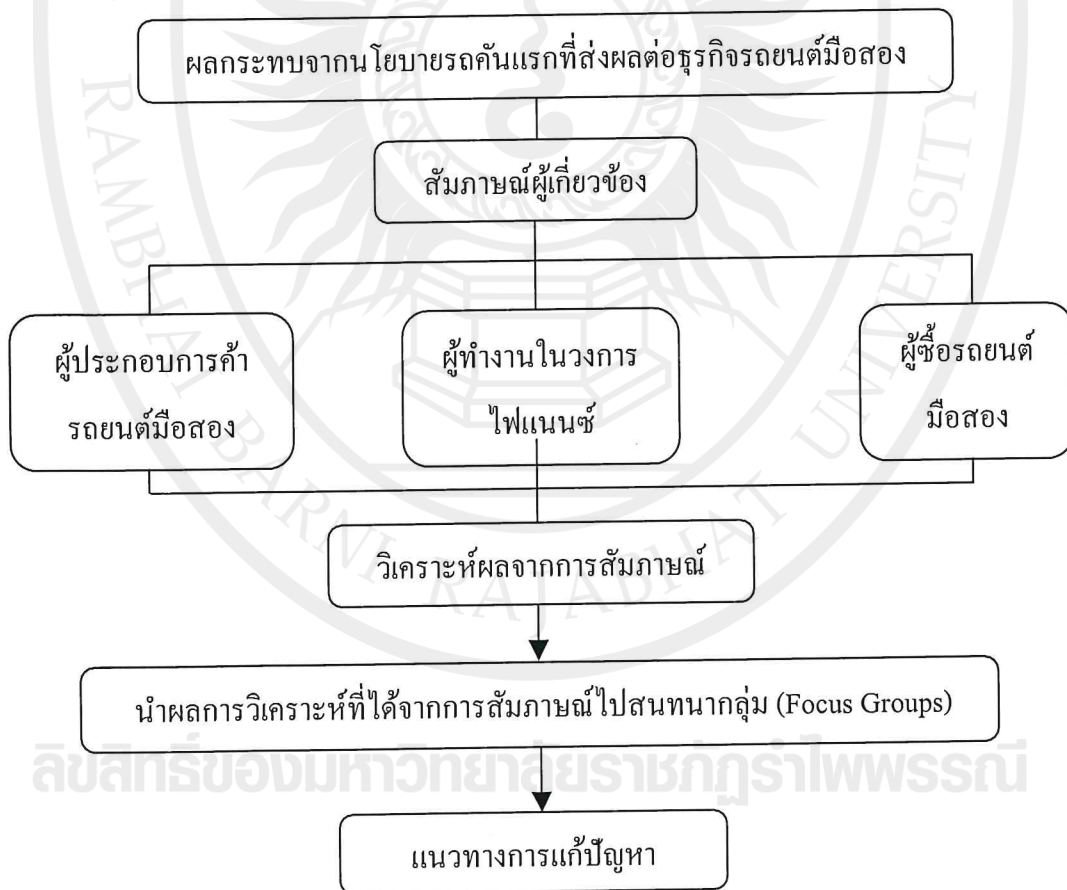 ผลกระทบจากนโยบายรถคันแรกที่ส่งผลต่อธุรกิจรถยนต์มือสอง
สัมภาษณ์ผู้เกี่ยวข้อง
ผู้ประกอบการค้า
รถยนต์มือสอง
ผู้ทำงานในวงการ
ไฟแนนซ์
ผู้ซื้อรถยนต์
มือสอง
วิเคราะห์ผลจากการสัมภาษณ์
นำผลการวิเคราะห์ที่ได้จากการสัมภาษณ์ไปสนทนากลุ่ม (Focus Groups)
แนวทางการแก้ปัญหา
RAMBHAI BARNI RAJABHAT UNIVERSITY
ลิขสิทธิ์ของมหาวิทยาลัยราชภัฏรำไพพรรณี